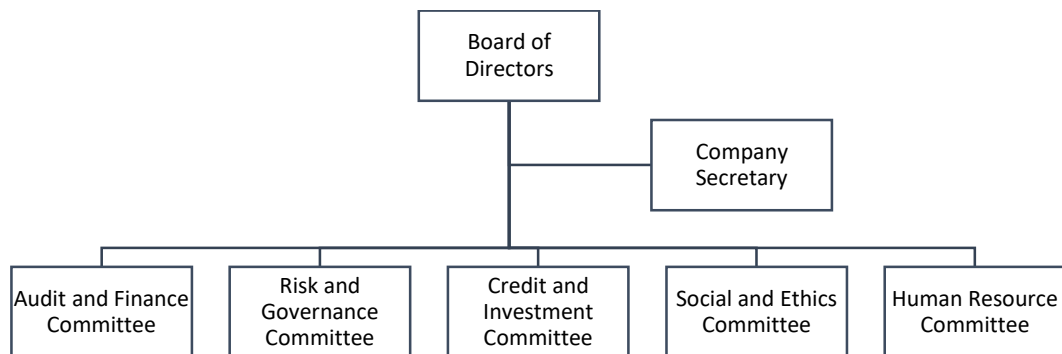 Board of
Directors
Company
Secretary
Audit and Finance
Committee
Risk and
Governance
Committee
Credit and
Investment
Committee
Social and Ethics
Committee
Human Resource
Committee